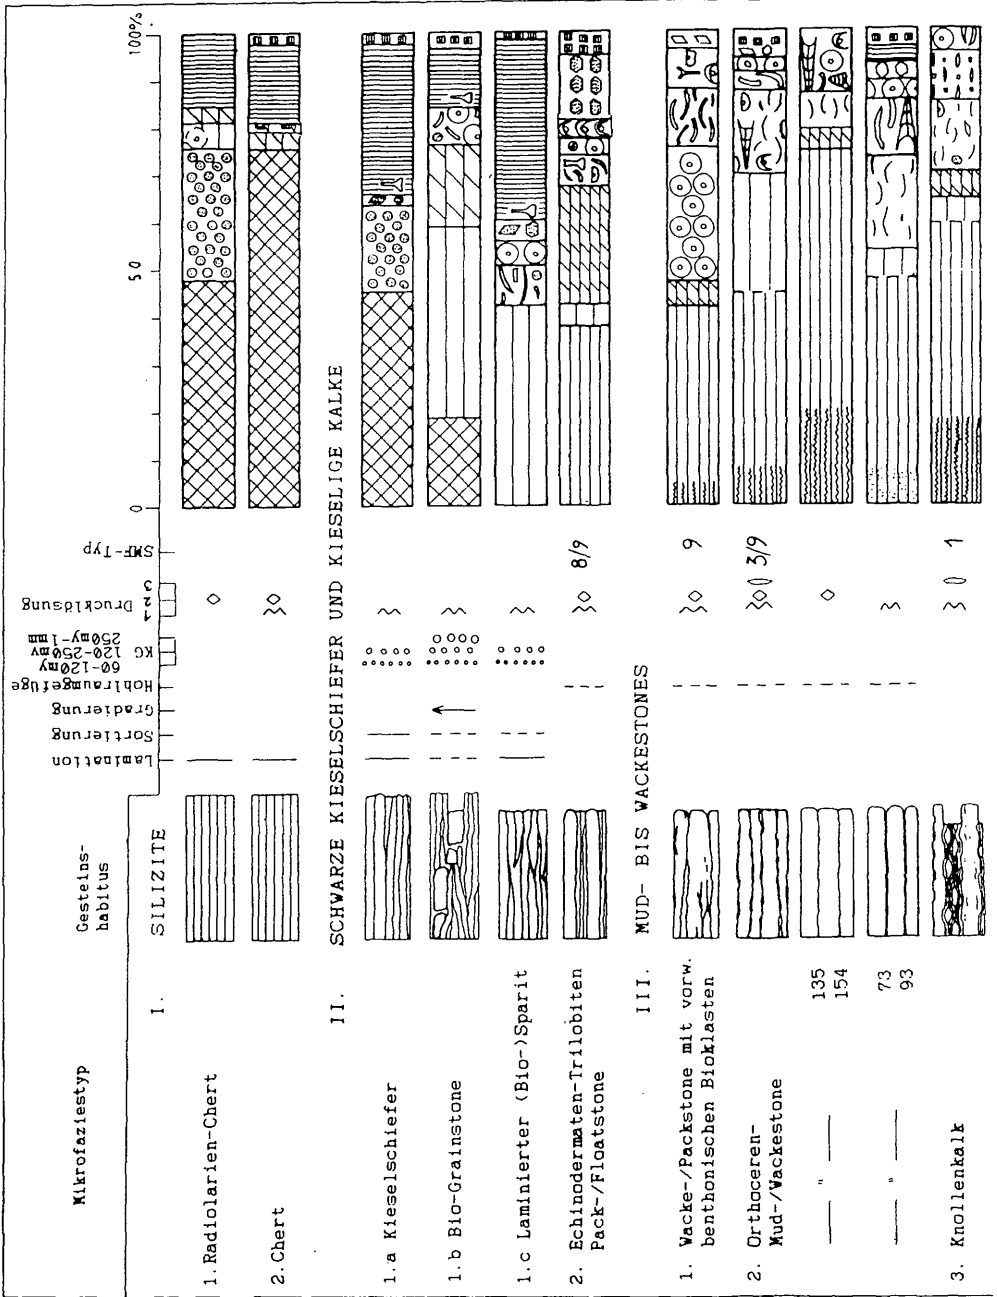 Mikrofaziestyp
Gesteins-
habitus
Lamination
Sortierung
Gradierung
Hohlraumgefüge
60-120my
KG 120-250my
250my-1mm
1
2 Drucklösung
3
SMF-Typ
0
50
100%
I. SILIZITE
1. Radiolarien-Chert
2. Chert
II. SCHWARZE KIESELSCHIEFER UND KIESELIGE KALKE
1.a Kieselschiefer
1.b Bio-Grainstone
1.c Laminierter (Bio-)Sparit
2. Echinodermaten-Trilobiten
Pack-/Floatstone
8/9
III. MUD- BIS WACKESTONES
1. Wacke-/Packstone mit vorw.
benthonischen Bioklasten
9
2. Orthoceren-
Mud-/Wackestone
3/9
" 135
154
" 73
93
3. Knollenkalk
1